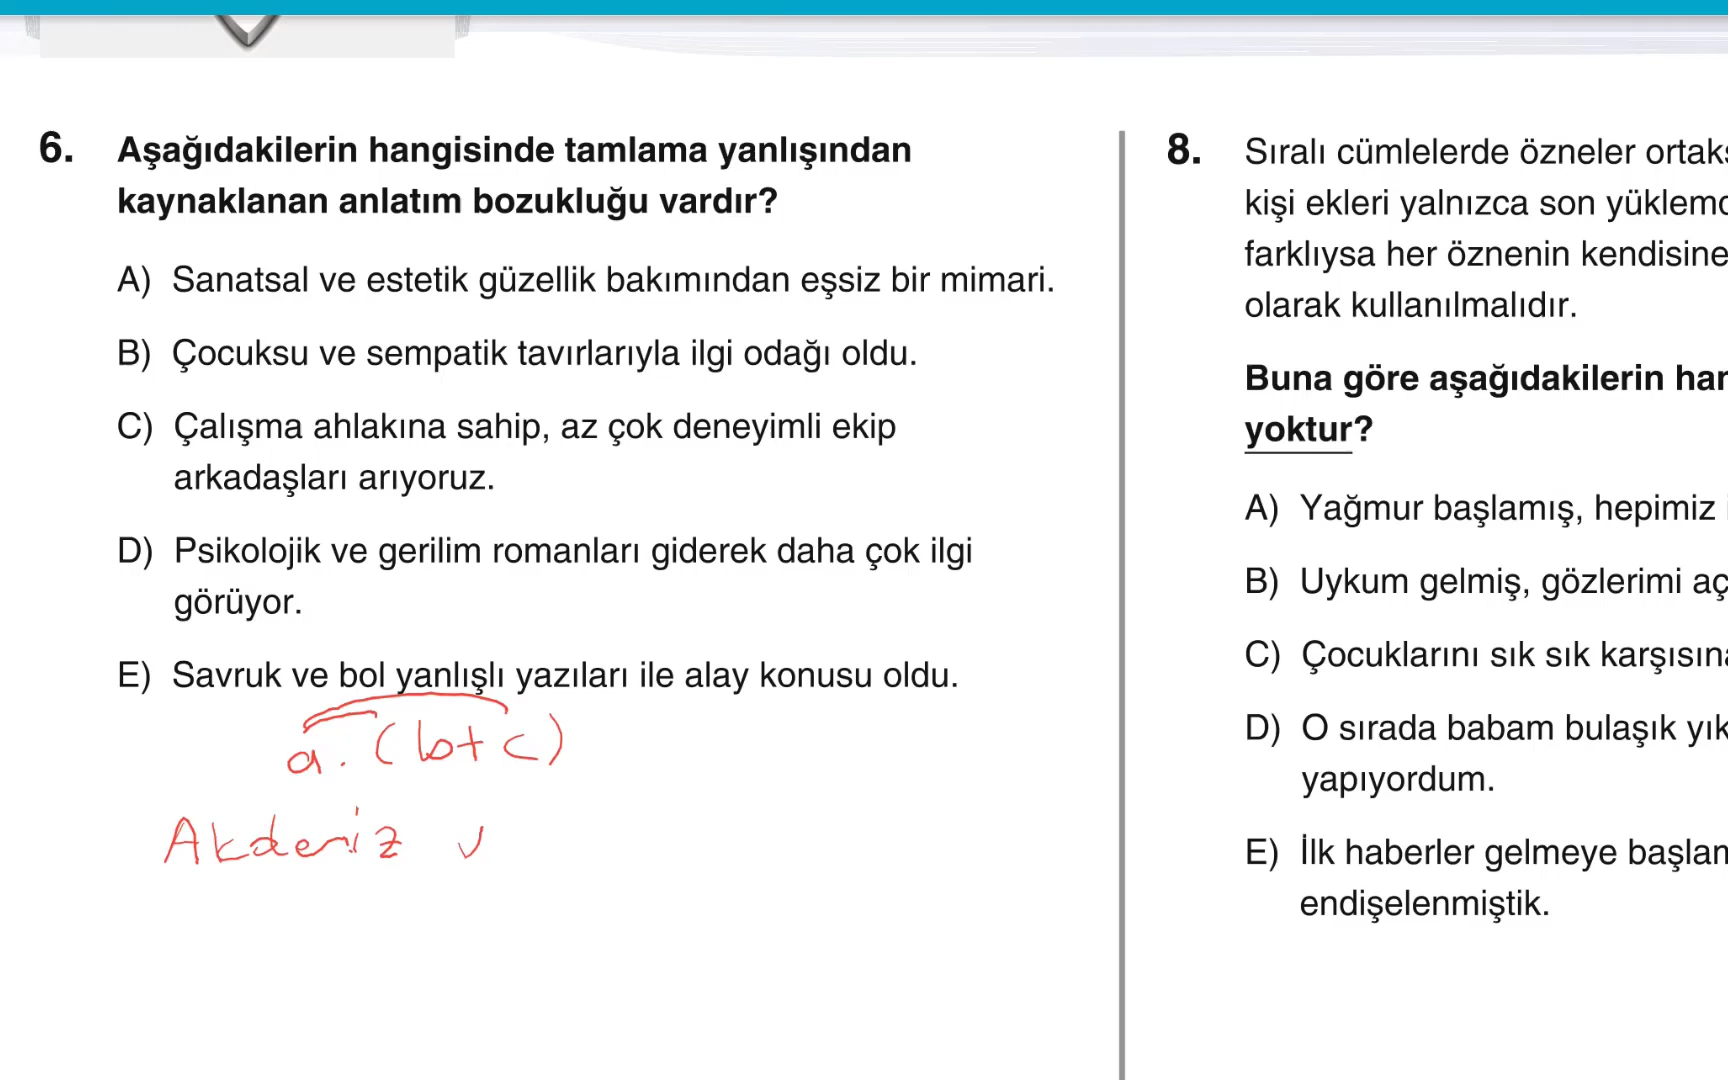 6. Aşağıdakilerin hangisinde tamlama yanlışından
kaynaklanan anlatım bozukluğu vardır?
A) Sanatsal ve estetik güzellik bakımından eşsiz bir mimari.
B) Çocuksu ve sempatik tavırlarıyla ilgi odağı oldu.
C) Çalışma ahlakına sahip, az çok deneyimli ekip
arkadaşları arıyoruz.
D) Psikolojik ve gerilim romanları giderek daha çok ilgi
görüyor.
E) Savruk ve bol yanlışlı yazıları ile alay konusu oldu.
a. (b+c)
Akdeniz v
8. Sıralı cümlelerde özneler ortaks
kişi ekleri yalnızca son yüklemd
farklıysa her öznenin kendisine
olarak kullanılmalıdır.
Buna göre aşağıdakilerin han
yoktur?
A) Yağmur başlamış, hepimiz
B) Uykum gelmiş, gözlerimi aç
C) Çocuklarını sık sık karşısına
D) O sırada babam bulaşık yık
yapıyordum.
E) İlk haberler gelmeye başlam
endişelenmiştik.